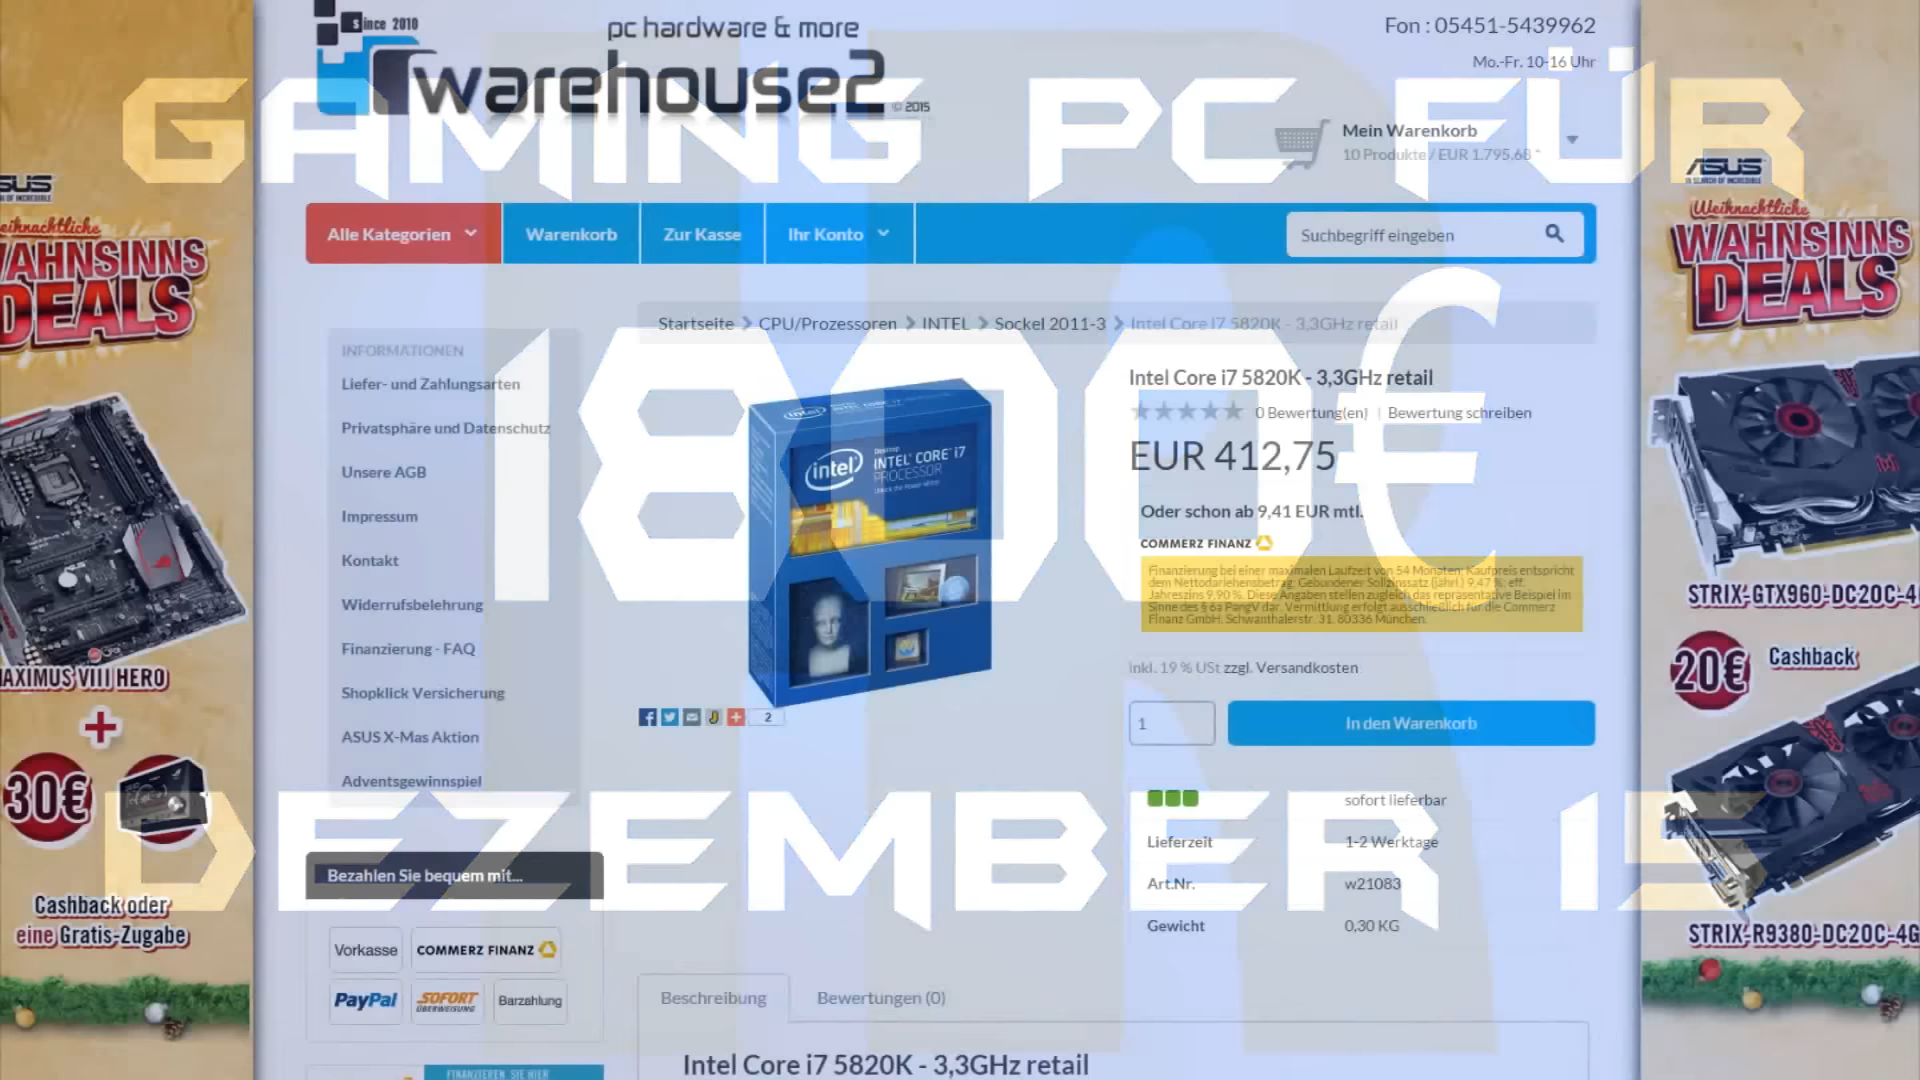 since 2010
pc hardware & more
warehouse2
© 2015
Fon : 05451-5439962
Mo.-Fr. 10-16 Uhr
GAMING PC FÜR
1800€
DEZEMBER 15
Mein Warenkorb
10 Produkte / EUR 1.795,68 *
Alle Kategorien
Warenkorb
Zur Kasse
Ihr Konto
Suchbegriff eingeben
Startseite > CPU/Prozessoren > INTEL > Sockel 2011-3 > Intel Core i7 5820K - 3,3GHz retail
INFORMATIONEN
Liefer- und Zahlungsarten
Privatsphäre und Datenschutz
Unsere AGB
Impressum
Kontakt
Widerrufsbelehrung
Finanzierung - FAQ
Shopklick Versicherung
ASUS X-Mas Aktion
Adventsgewinnspiel
Bezahlen Sie bequem mit...
Vorkasse
COMMERZ FINANZ
PayPal
SOFORT
ÜBERWEISUNG
Barzahlung
FINANZIEREN SIE HIER
intel
INTEL® CORE™ i7
PROCESSOR
2
Intel Core i7 5820K - 3,3GHz retail
0 Bewertung(en) | Bewertung schreiben
EUR 412,75
Oder schon ab 9,41 EUR mtl.
COMMERZ FINANZ
Finanzierung bei einer maximalen Laufzeit von 54 Monaten; Kaufpreis entspricht
dem Nettodarlehensbetrag; Gebundener Sollzinssatz (jährl.) 9,47 %; eff.
Jahreszins 9,90 %. Diese Angaben stellen zugleich das repräsentative Beispiel im
Sinne des § 6a PangV dar. Vermittlung erfolgt ausschließlich für die Commerz
Finanz GmbH, Schwanthalerstr. 31, 80336 München.
inkl. 19 % USt zzgl. Versandkosten
1
In den Warenkorb
sofort lieferbar
Lieferzeit 1-2 Werktage
Art.Nr. w21083
Gewicht 0,30 KG
Beschreibung
Bewertungen (0)
Intel Core i7 5820K - 3,3GHz retail
SUS
IN SEARCH OF INCREDIBLE
eihnachtliche
AHNSINNS
DEALS
AXIMUS VIII HERO
+
30€
Cashback oder
eine Gratis-Zugabe
ASUS
IN SEARCH OF INCREDIBLE
Weihnachtliche
WAHNSINNS
DEALS
STRIX-GTX960-DC2OC-4
20€
Cashback
STRIX-R9380-DC2OC-4G